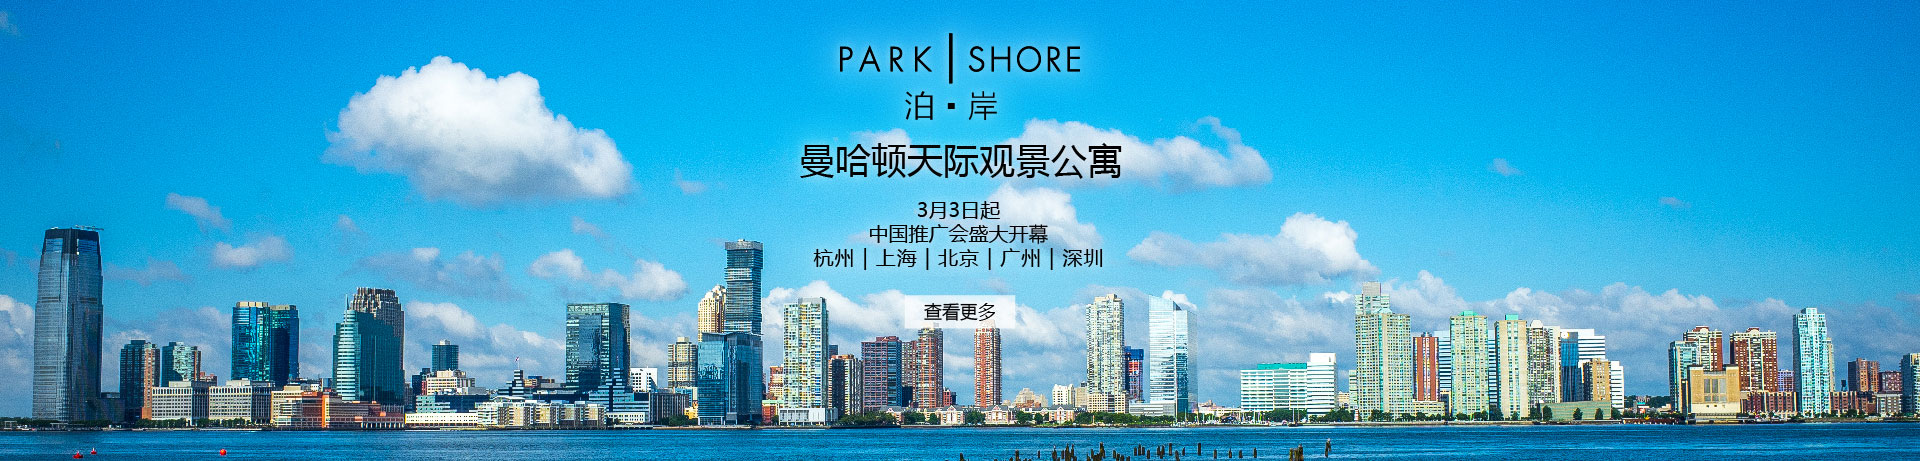 PARK | SHORE
泊·岸
曼哈顿天际观景公寓
3月3日起
中国推广会盛大开幕
杭州 | 上海 | 北京 | 广州 | 深圳
查看更多